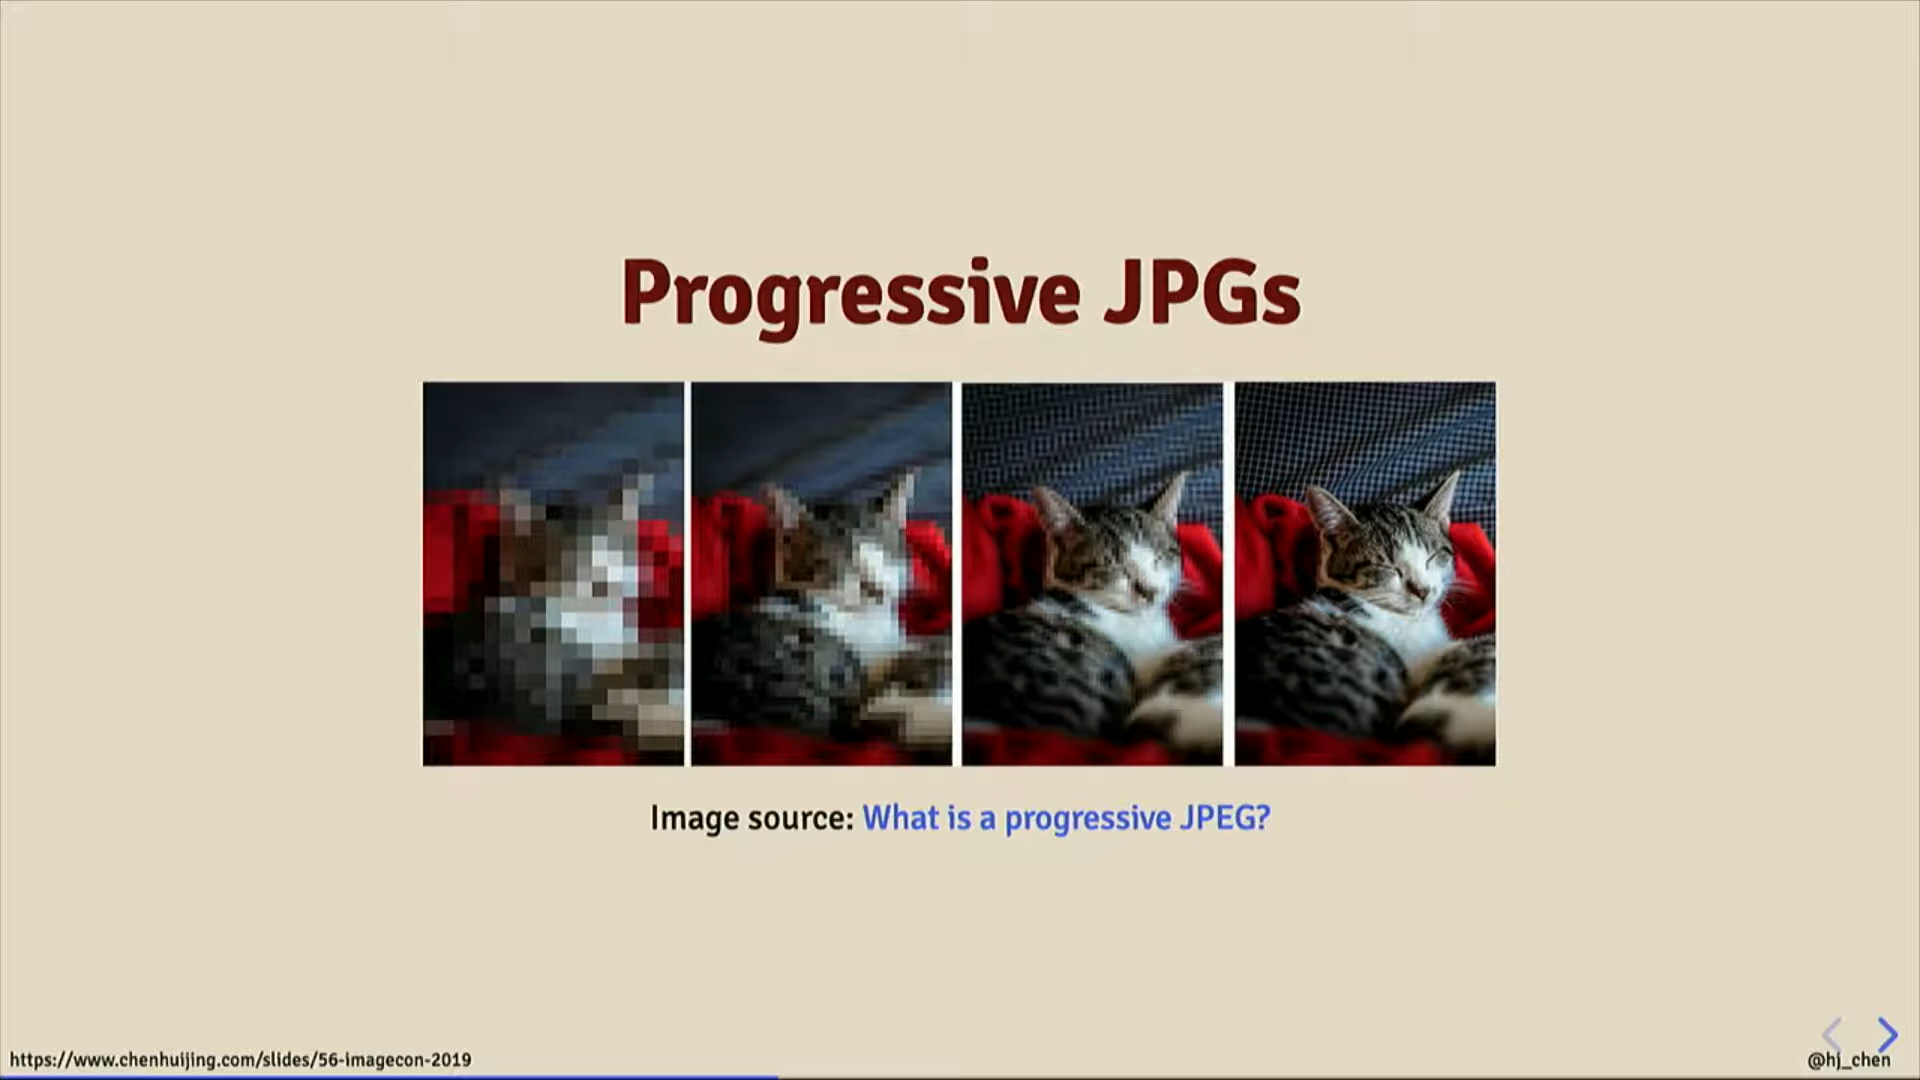 Progressive JPGs
Image source: What is a progressive JPEG?
https://www.chenhuijing.com/slides/56-imagecon-2019
@hj_chen